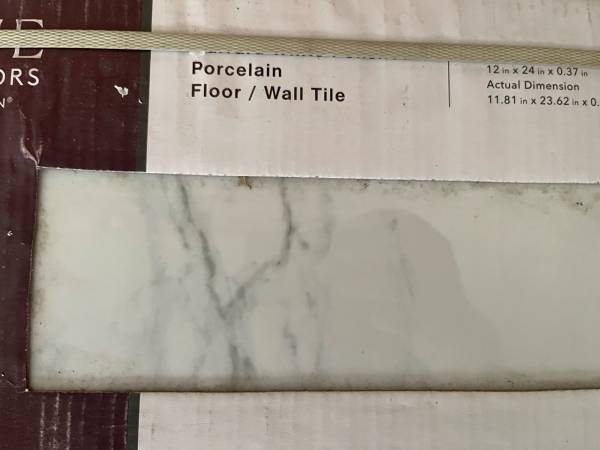 ORS
N®
Porcelain
Floor / Wall Tile
12 in x 24 in x 0.37 in
Actual Dimension
11.81 in x 23.62 in x 0.